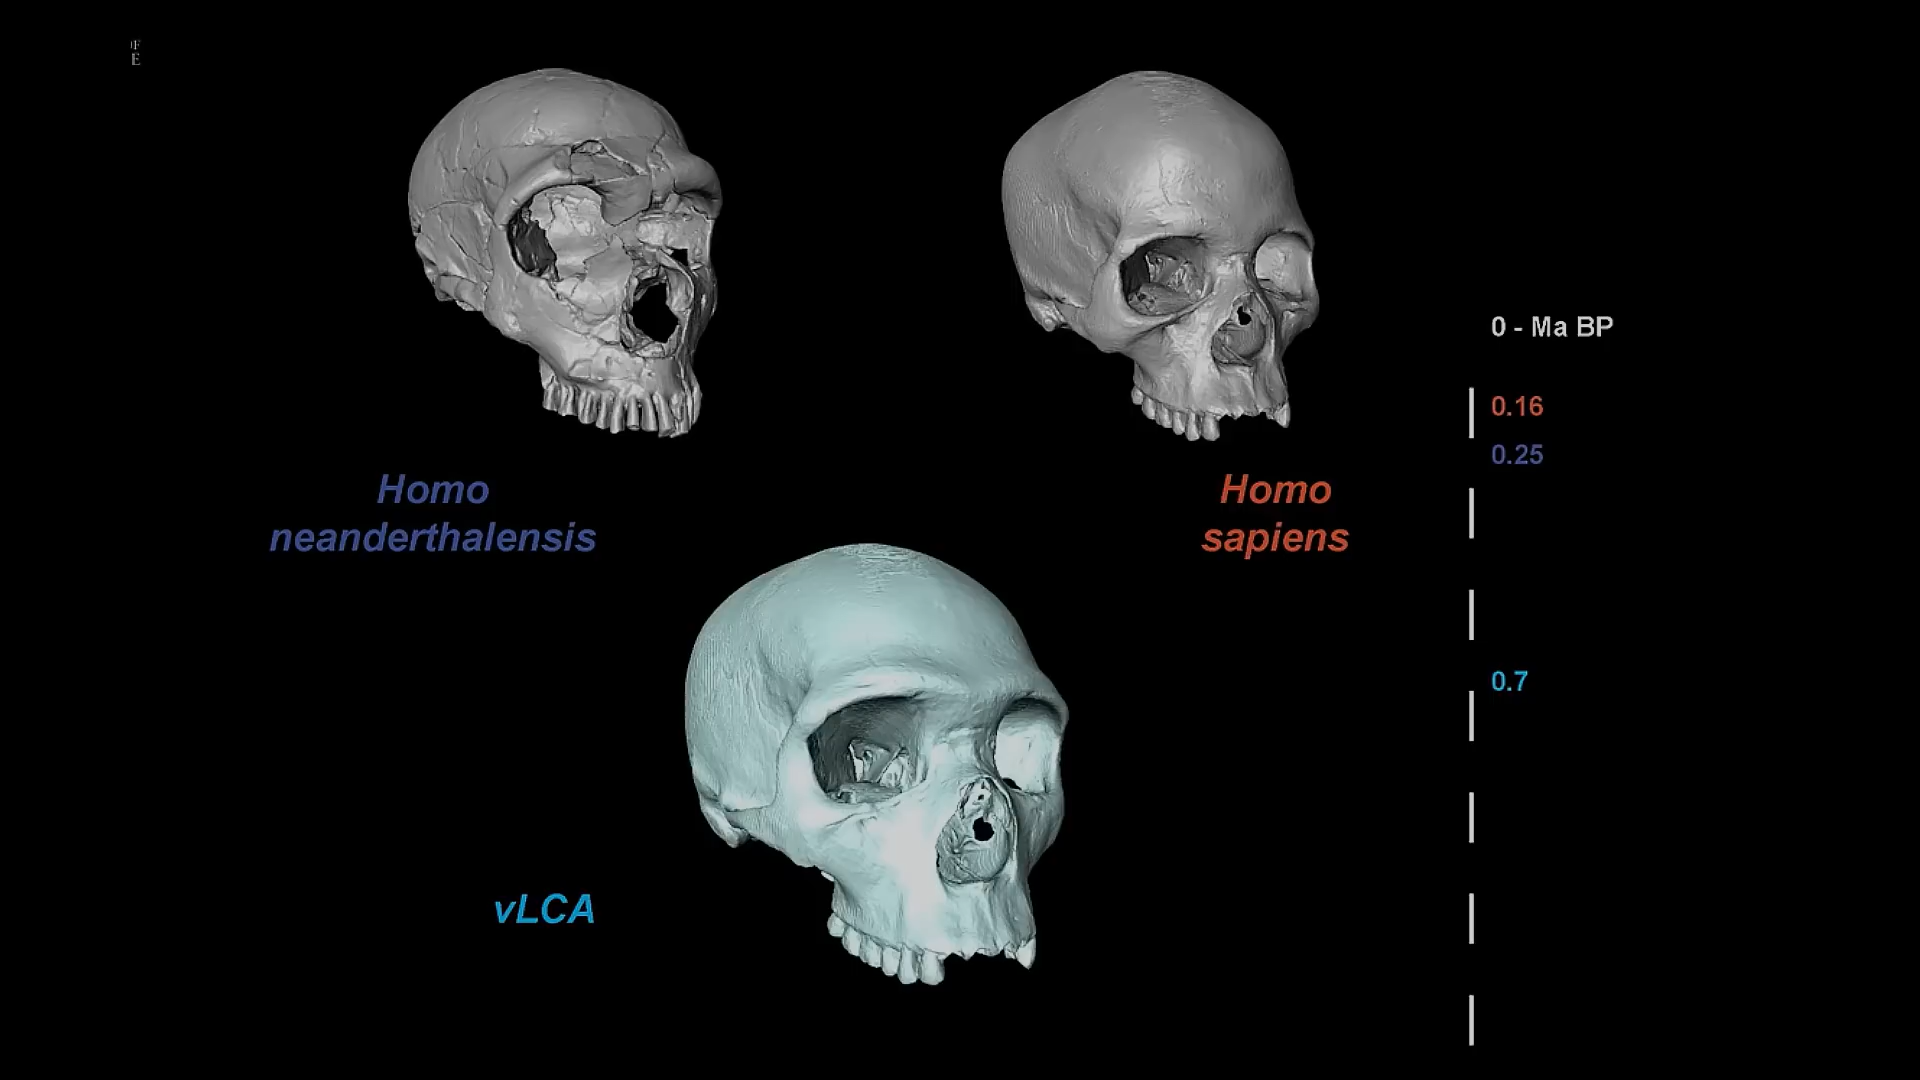 F
E
0 - Ma BP
0.16
0.25
Homo
neanderthalensis
Homo
sapiens
0.7
vLCA